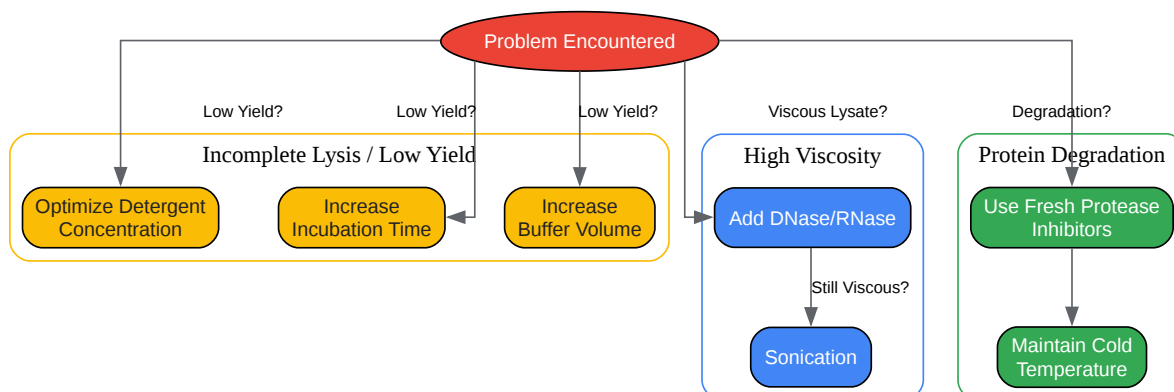 Problem Encountered
Low Yield?
Low Yield?
Low Yield?
Viscous Lysate?
Degradation?
Incomplete Lysis / Low Yield
High Viscosity
Protein Degradation
Optimize Detergent
Concentration
Increase
Incubation Time
Increase
Buffer Volume
Add DNase/RNase
Use Fresh Protease
Inhibitors
Still Viscous?
Sonication
Maintain Cold
Temperature